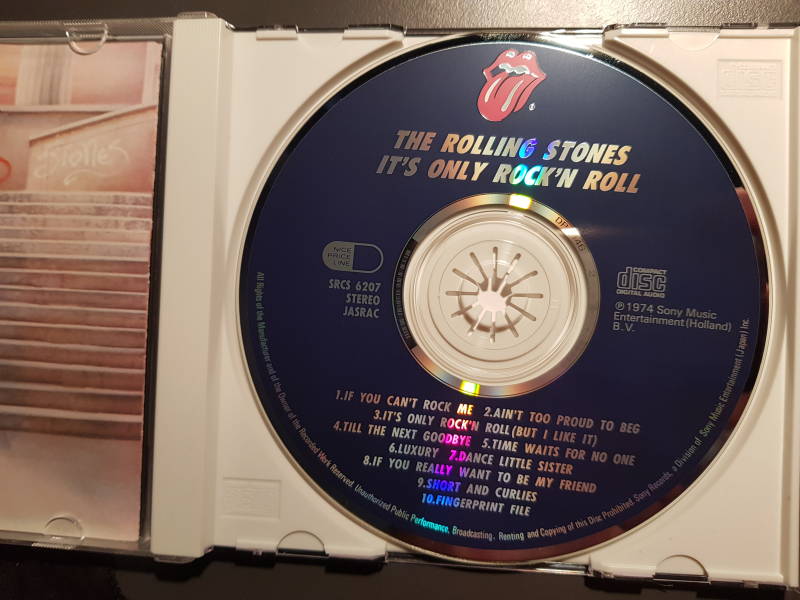 Stones
THE ROLLING STONES
IT'S ONLY ROCK'N ROLL
NICE
PRICE
LINE
SRCS 6207
STEREO
JASRAC
COMPACT
disc
DIGITAL AUDIO
Ⓟ1974 Sony Music
Entertainment (Holland)
B.V.
1.IF YOU CAN'T ROCK ME 2.AIN'T TOO PROUD TO BEG
3.IT'S ONLY ROCK'N ROLL (BUT I LIKE IT)
4.TILL THE NEXT GOODBYE 5.TIME WAITS FOR NO ONE
6.LUXURY 7.DANCE LITTLE SISTER
8.IF YOU REALLY WANT TO BE MY FRIEND
9.SHORT AND CURLIES
10.FINGERPRINT FILE
All Rights of the Manufacturer and of the Owner of the Recorded Work Reserved. Unauthorized Public Performance, Broadcasting, Renting and Copying of this Disc Prohibited. Sony Records, a Division of Sony Music Entertainment (Japan) Inc.